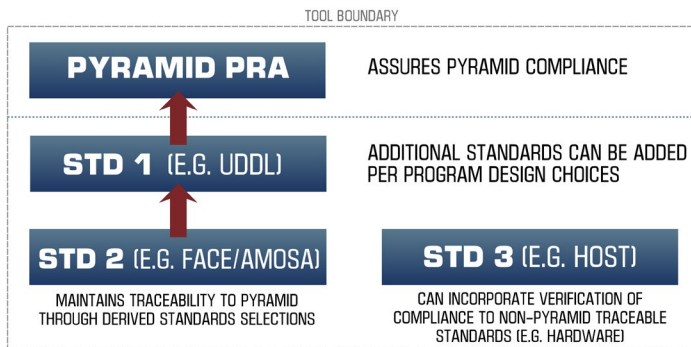 TOOL BOUNDARY
PYRAMID PRA
ASSURES PYRAMID COMPLIANCE
STD 1 (E.G. UDDL)
ADDITIONAL STANDARDS CAN BE ADDED
PER PROGRAM DESIGN CHOICES
STD 2 (E.G. FACE/AMOSA)
MAINTAINS TRACEABILITY TO PYRAMID
THROUGH DERIVED STANDARDS SELECTIONS
STD 3 (E.G. HOST)
CAN INCORPORATE VERIFICATION OF
COMPLIANCE TO NON-PYRAMID TRACEABLE
STANDARDS (E.G. HARDWARE)